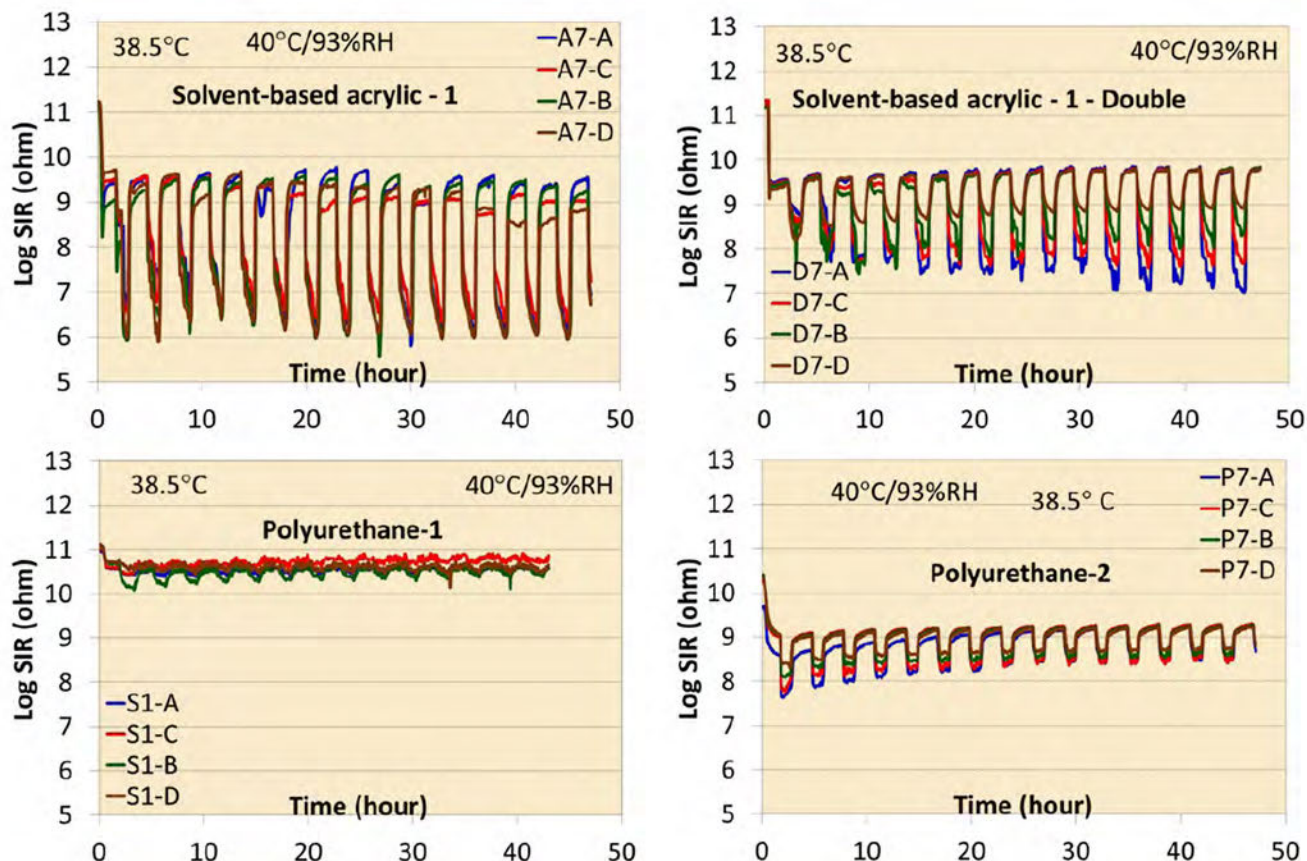 Log SIR (ohm)
13
12
11
10
9
8
7
6
5
38.5°C
40°C/93%RH
Solvent-based acrylic - 1
A7-A
A7-C
A7-B
A7-D
Time (hour)
0 10 20 30 40 50
Log SIR (ohm)
13
12
11
10
9
8
7
6
5
38.5°C
40°C/93%RH
Solvent-based acrylic - 1 - Double
D7-A
D7-C
D7-B
D7-D
Time (hour)
0 10 20 30 40 50
Log SIR (ohm)
13
12
11
10
9
8
7
6
5
38.5°C
40°C/93%RH
Polyurethane-1
S1-A
S1-C
S1-B
S1-D
Time (hour)
0 10 20 30 40 50
Log SIR (ohm)
13
12
11
10
9
8
7
6
5
40°C/93%RH
38.5° C
P7-A
P7-C
P7-B
P7-D
Polyurethane-2
Time (hour)
0 10 20 30 40 50